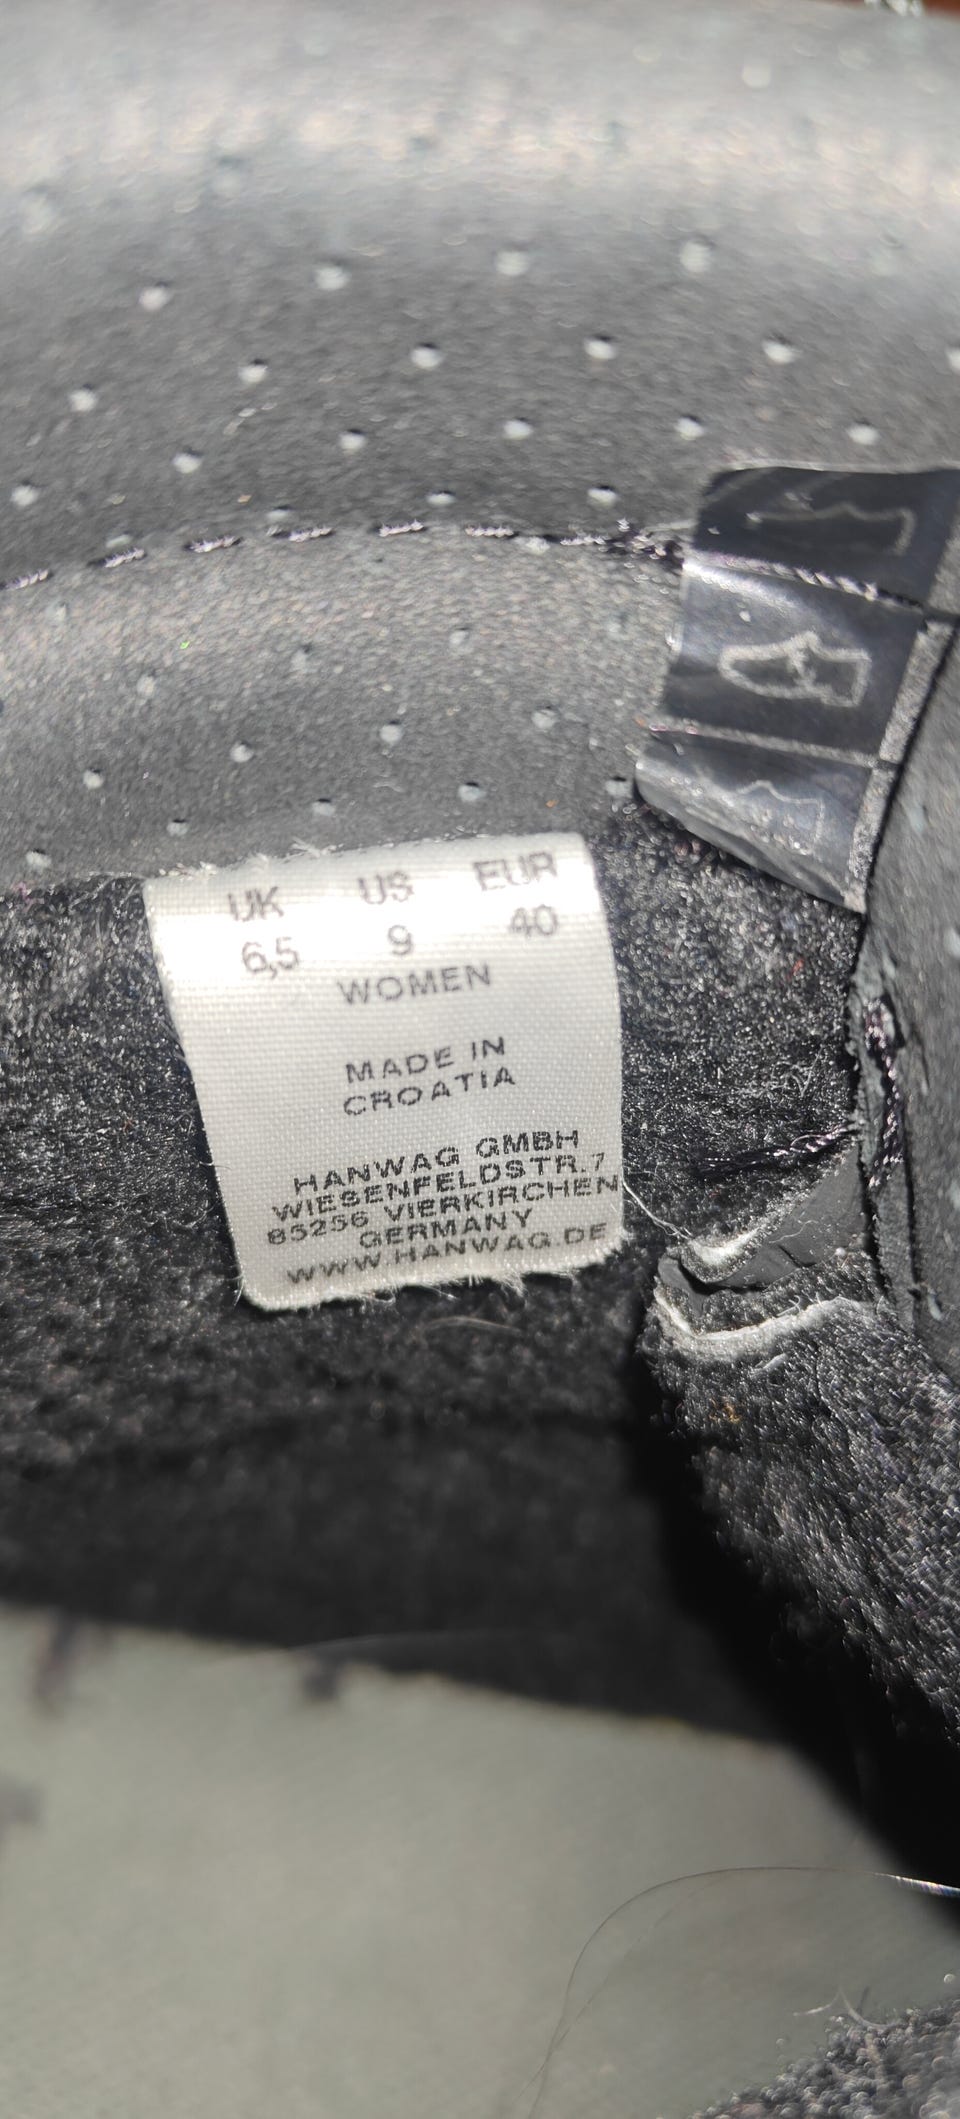 UK US EUR
6,5 9 40
WOMEN
MADE IN
CROATIA
HANWAG GMBH
WIESENFELDSTR.7
85256 VIERKIRCHEN
GERMANY
WWW.HANWAG.DE